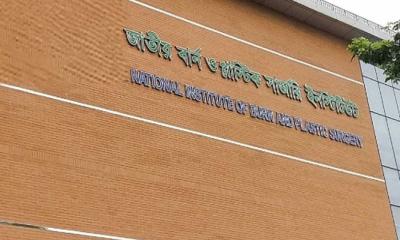 জাতীয় বার্ন ও প্লাস্টিক সার্জারি ইনস্টিটিউট
NATIONAL INSTITUTE OF BURN AND PLASTIC SURGERY